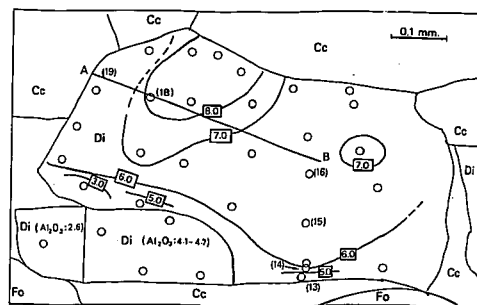 Cc
0.1 mm.
Cc
A
(19)
Cc
(18)
8.0
7.0
Cc
Di
B
7.0
(16)
Di
3.0
6.0
5.0
(15)
Di (Al₂O₃:2.6)
Di (Al₂O₃:4.1-4.7)
6.0
(14)
5.0
(13)
Cc
Fo
Cc
Fo